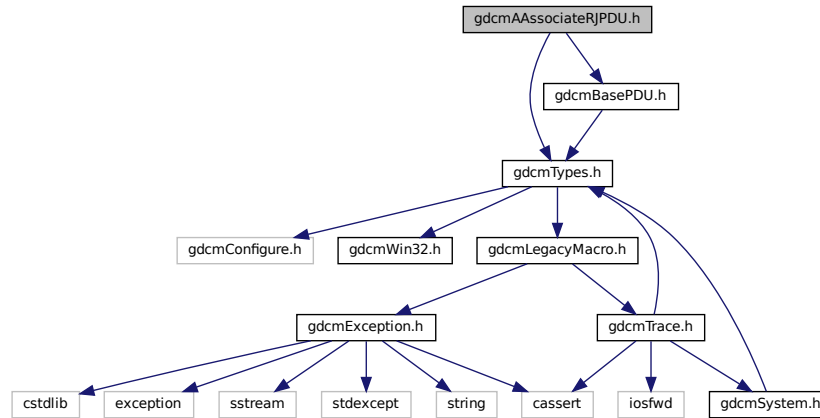 gdcmAAssociateRJPDU.h
gdcmBasePDU.h
gdcmTypes.h
gdcmConfigure.h
gdcmWin32.h
gdcmLegacyMacro.h
gdcmException.h
gdcmTrace.h
cstdlib
exception
sstream
stdexcept
string
cassert
iosfwd
gdcmSystem.h